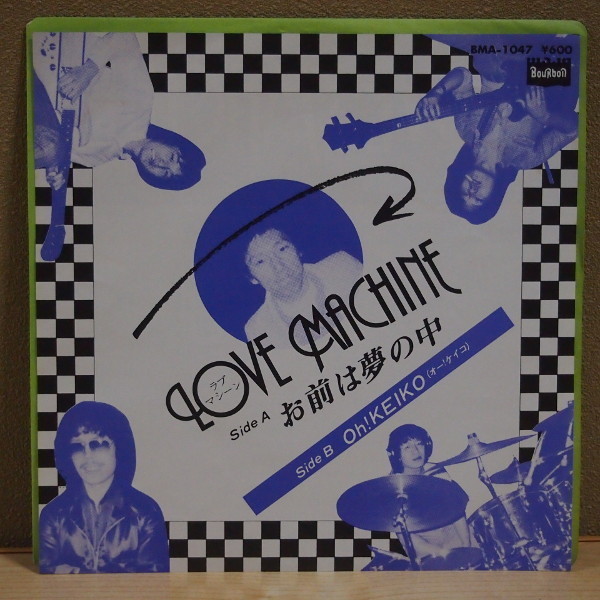 BMA-1047 ¥600
BouRbon
LOVE MACHINE
ラブ
マシーン
Side A お前は夢の中
Side B Oh!KEIKO (オー!ケイコ)